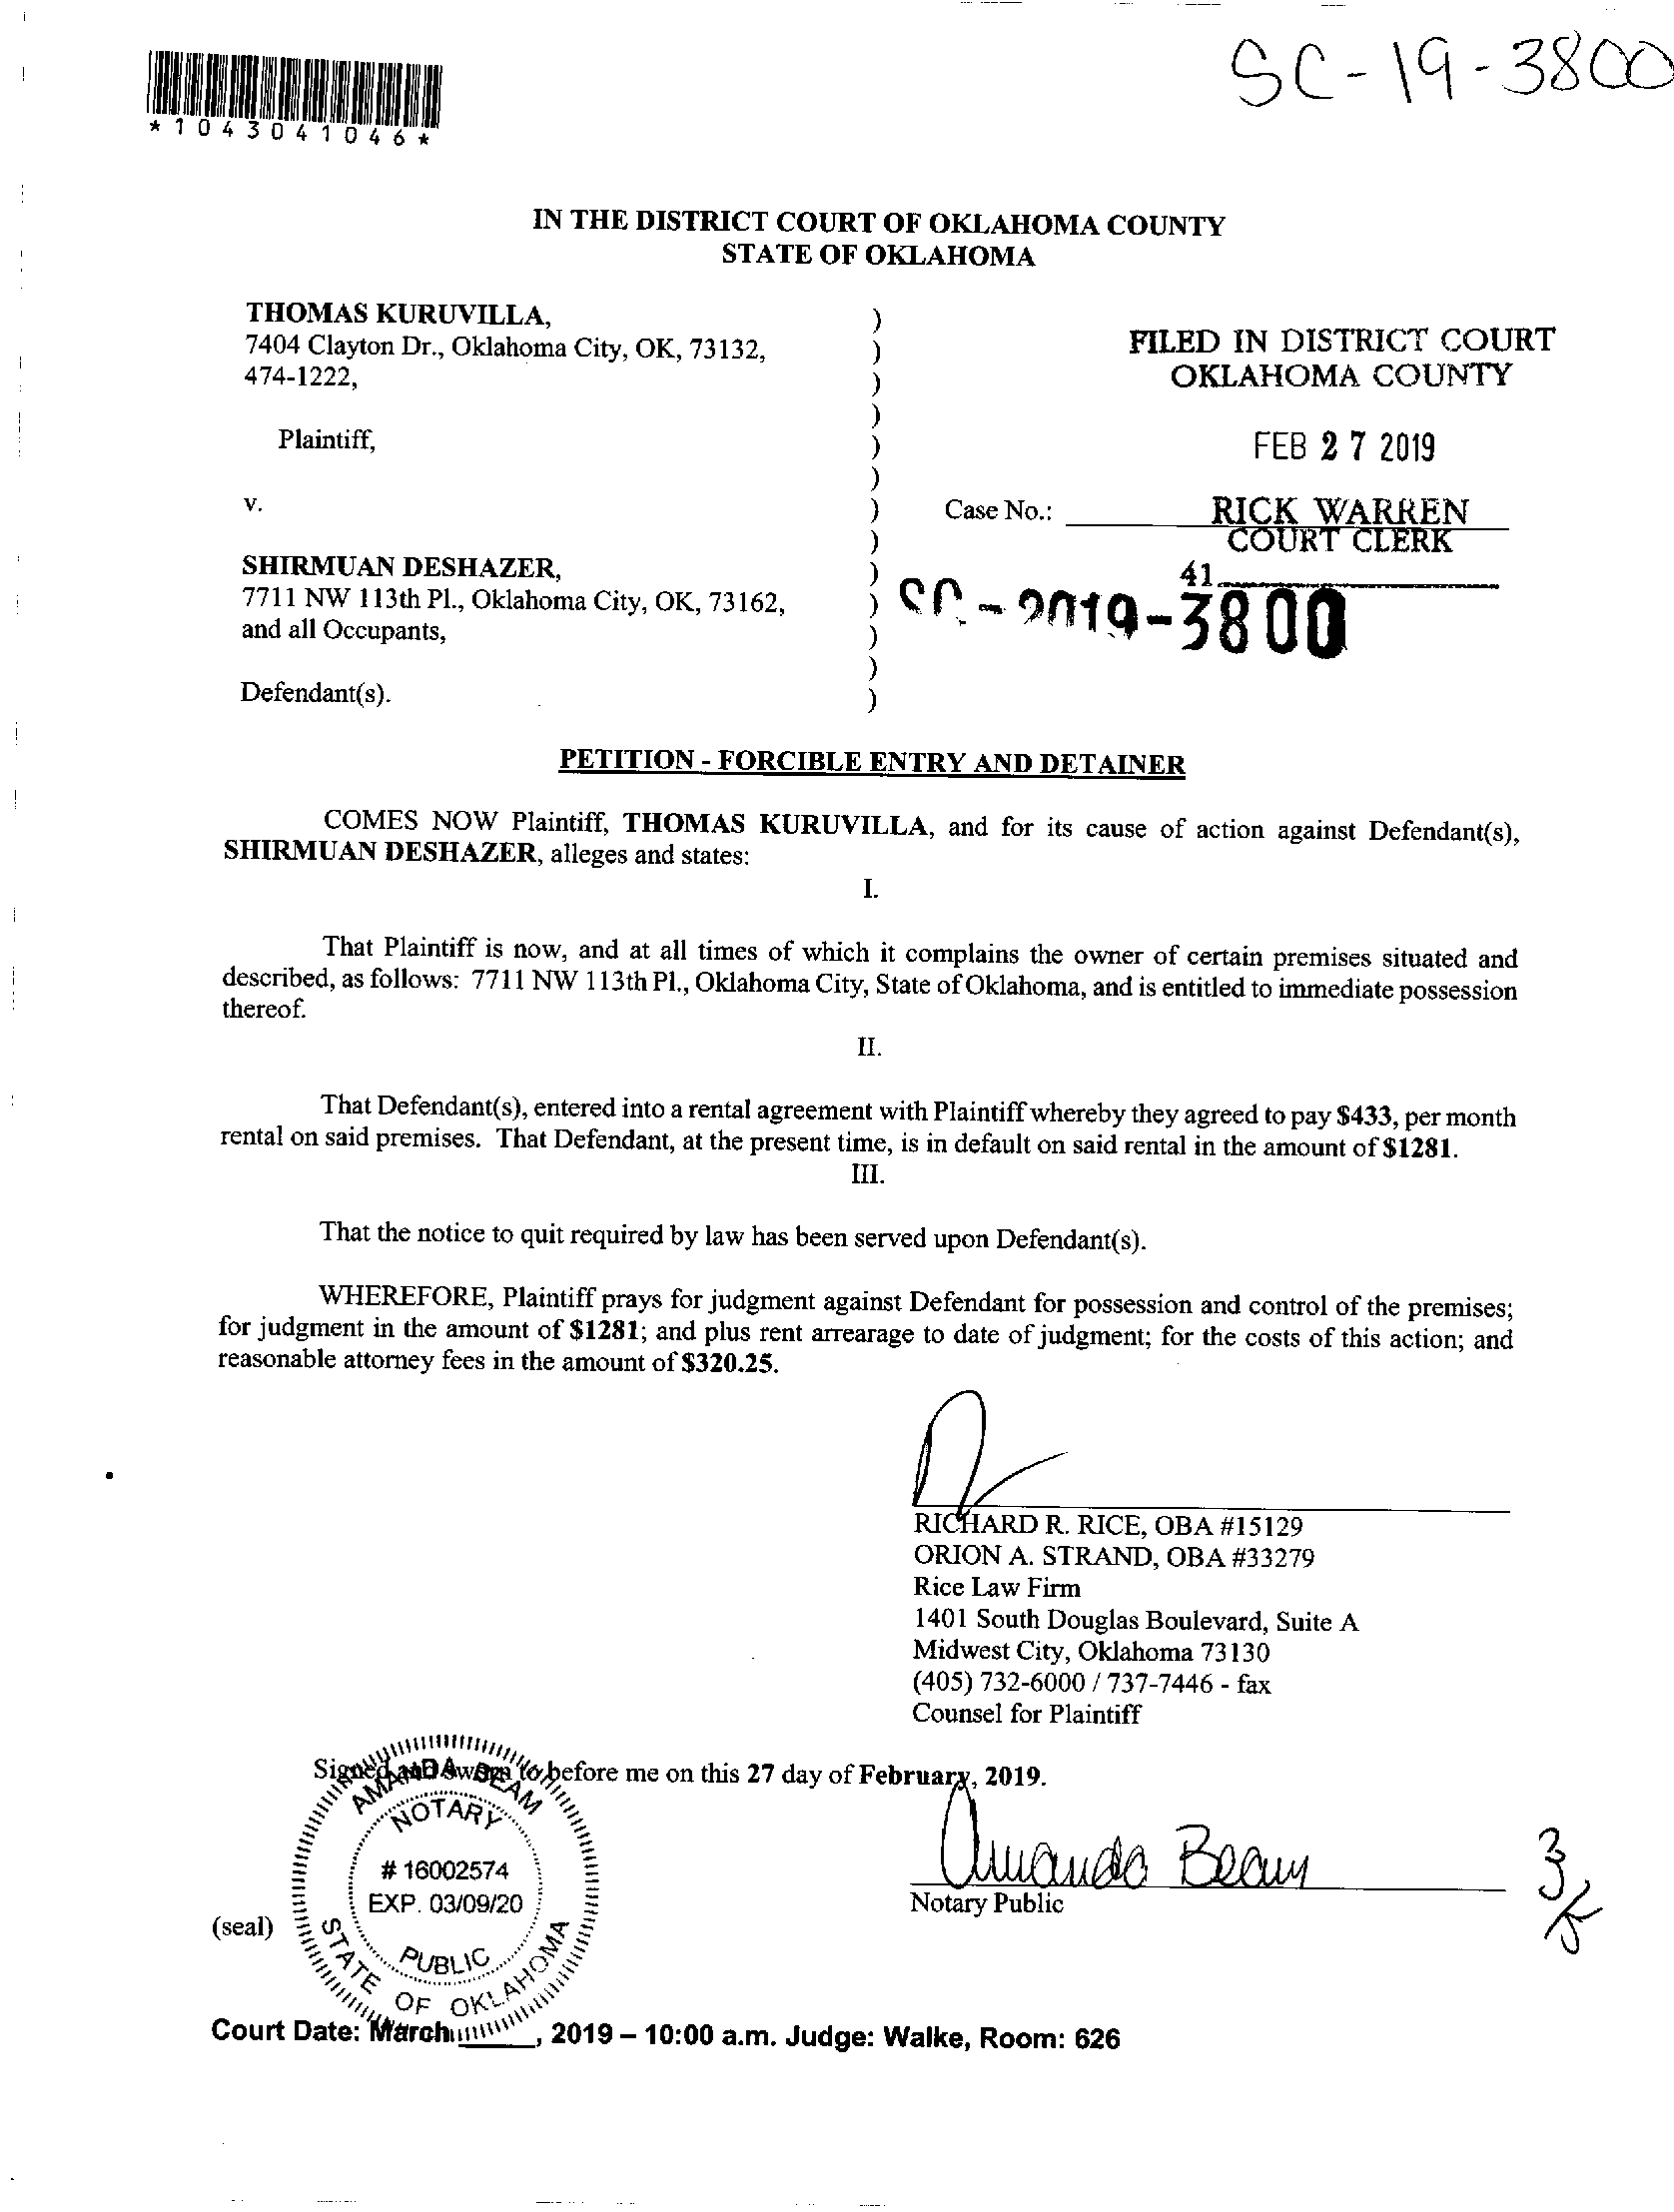 SC-19-3800
*1043041046*
IN THE DISTRICT COURT OF OKLAHOMA COUNTY
STATE OF OKLAHOMA
THOMAS KURUVILLA,
7404 Clayton Dr., Oklahoma City, OK, 73132,
474-1222,
Plaintiff,
v.
SHIRMUAN DESHAZER,
7711 NW 113th Pl., Oklahoma City, OK, 73162,
and all Occupants,
Defendant(s).
)
)
)
)
)
)
)
)
)
)
)
)
)
FILED IN DISTRICT COURT
OKLAHOMA COUNTY
FEB 27 2019
Case No.:
RICK WARREN
COURT CLERK
41
SC-2019-3800
PETITION - FORCIBLE ENTRY AND DETAINER
COMES NOW Plaintiff, THOMAS KURUVILLA, and for its cause of action against Defendant(s),
SHIRMUAN DESHAZER, alleges and states:
I.
That Plaintiff is now, and at all times of which it complains the owner of certain premises situated and
described, as follows: 7711 NW 113th Pl., Oklahoma City, State of Oklahoma, and is entitled to immediate possession
thereof.
II.
That Defendant(s), entered into a rental agreement with Plaintiff whereby they agreed to pay $433, per month
rental on said premises. That Defendant, at the present time, is in default on said rental in the amount of $1281.
III.
That the notice to quit required by law has been served upon Defendant(s).
WHEREFORE, Plaintiff prays for judgment against Defendant for possession and control of the premises;
for judgment in the amount of $1281; and plus rent arrearage to date of judgment; for the costs of this action; and
reasonable attorney fees in the amount of $320.25.
RICHARD R. RICE, OBA #15129
ORION A. STRAND, OBA #33279
Rice Law Firm
1401 South Douglas Boulevard, Suite A
Midwest City, Oklahoma 73130
(405) 732-6000 / 737-7446 - fax
Counsel for Plaintiff
Signed and sworn to before me on this 27 day of February, 2019.
AMANDA BEAM
NOTARY
# 16002574
EXP. 03/09/20
PUBLIC
STATE OF OKLAHOMA
(seal)
Amanda Beam
Notary Public
Court Date: March ____, 2019 – 10:00 a.m. Judge: Walke, Room: 626